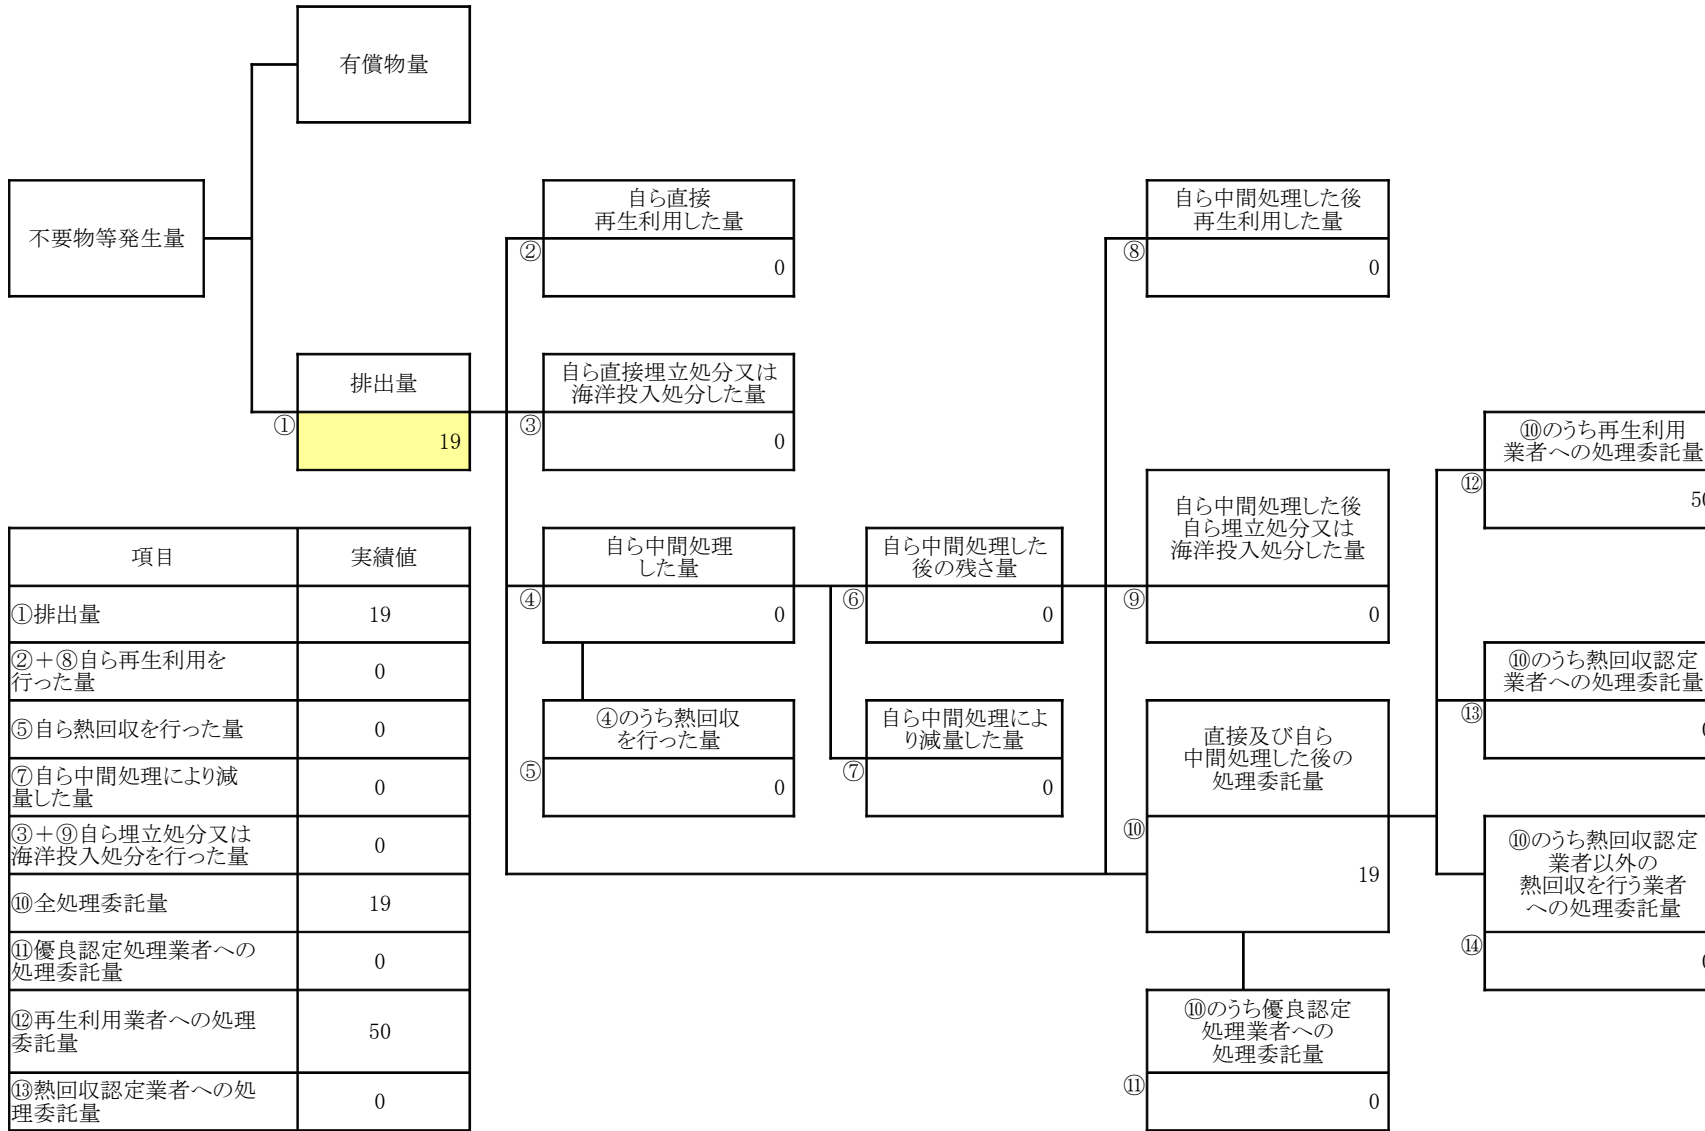 有償物量
不要物等発生量
自ら直接
再生利用した量
②
0
自ら中間処理した後
再生利用した量
⑧
0
排出量
①
19
自ら直接埋立処分又は
海洋投入処分した量
③
0
⑩のうち再生利用
業者への処理委託量
⑫
50
自ら中間処理した後
自ら埋立処分又は
海洋投入処分した量
⑨
0
自ら中間処理
した量
④
0
自ら中間処理した
後の残さ量
⑥
0
④のうち熱回収
を行った量
⑤
0
自ら中間処理によ
り減量した量
⑦
0
直接及び自ら
中間処理した後の
処理委託量
⑩
19
⑩のうち熱回収認定
業者への処理委託量
⑬
0
⑩のうち熱回収認定
業者以外の
熱回収を行う業者
への処理委託量
⑭
0
⑩のうち優良認定
処理業者への
処理委託量
⑪
0
項目 実績値
①排出量 19
②+⑧自ら再生利用を
行った量 0
⑤自ら熱回収を行った量 0
⑦自ら中間処理により減
量した量 0
③+⑨自ら埋立処分又は
海洋投入処分を行った量 0
⑩全処理委託量 19
⑪優良認定処理業者への
処理委託量 0
⑫再生利用業者への処理
委託量 50
⑬熱回収認定業者への処
理委託量 0